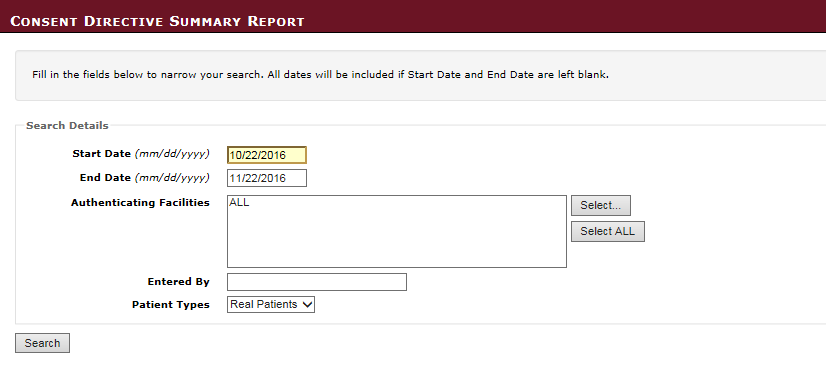 CONSENT DIRECTIVE SUMMARY REPORT
Fill in the fields below to narrow your search. All dates will be included if Start Date and End Date are left blank.
Search Details
Start Date (mm/dd/yyyy) 10/22/2016
End Date (mm/dd/yyyy) 11/22/2016
Authenticating Facilities ALL Select...
Select ALL
Entered By
Patient Types Real Patients
Search